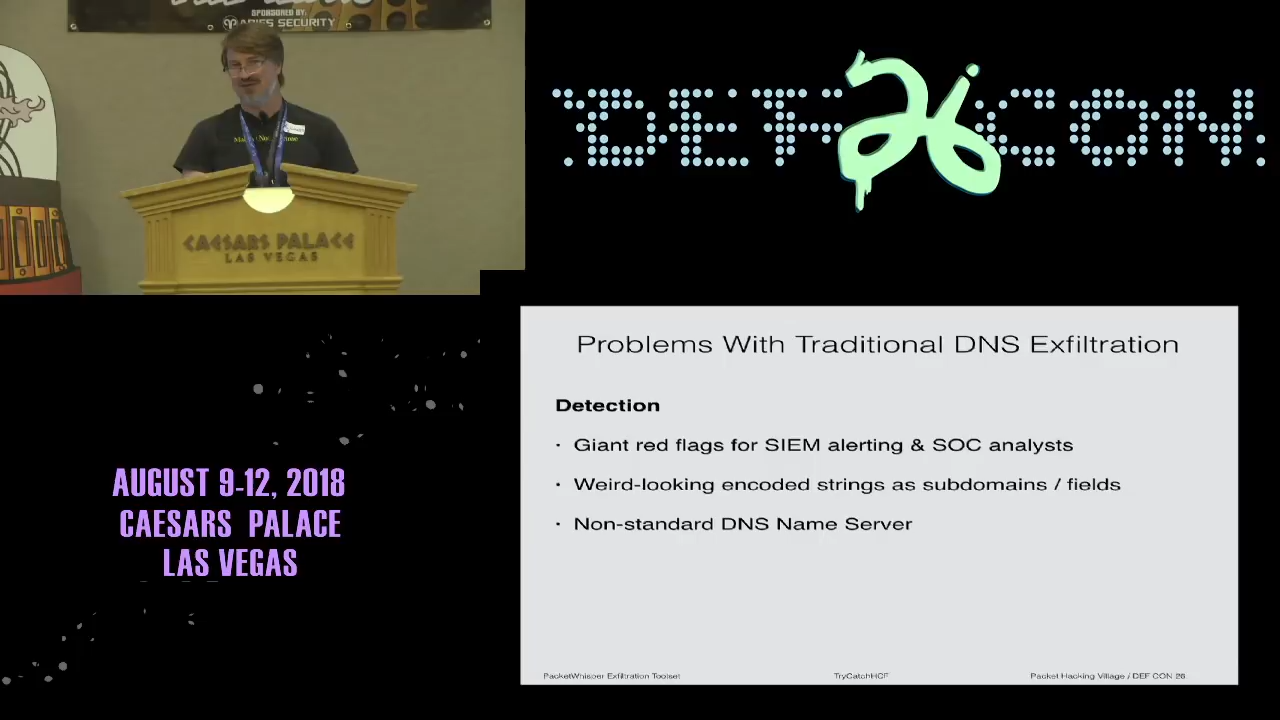 SPONSORED BY:
ARIES SECURITY
CAESARS PALACE
LAS VEGAS
DEF 26 CON
AUGUST 9-12, 2018
CAESARS PALACE
LAS VEGAS
Problems With Traditional DNS Exfiltration
Detection
· Giant red flags for SIEM alerting & SOC analysts
· Weird-looking encoded strings as subdomains / fields
· Non-standard DNS Name Server
PacketWhisper Exfiltration Toolset TryCatchHCF Packet Hacking Village / DEF CON 26